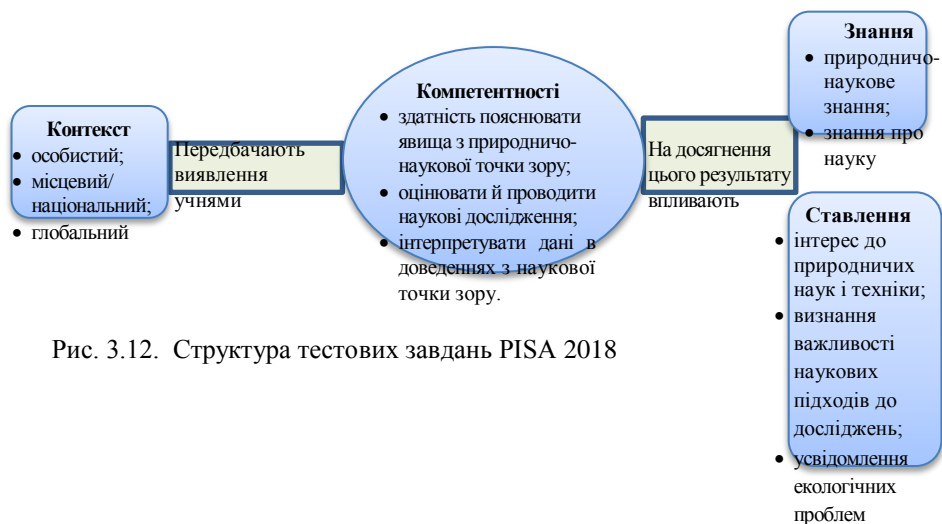 Контекст
• особистий;
• місцевий/
національний;
• глобальний
Передбачають
виявлення
учнями
Компетентності
• здатність пояснювати
явища з природничо-
наукової точки зору;
• оцінювати й проводити
наукові дослідження;
• інтерпретувати дані в
доведеннях з наукової
точки зору.
На досягнення
цього результату
впливають
Знання
• природничо-
наукове
знання;
• знання про
науку
Ставлення
• інтерес до
природничих
наук і техніки;
• визнання
важливості
наукових
підходів до
досліджень;
• усвідомлення
екологічних
проблем
Рис. 3.12. Структура тестових завдань PISA 2018